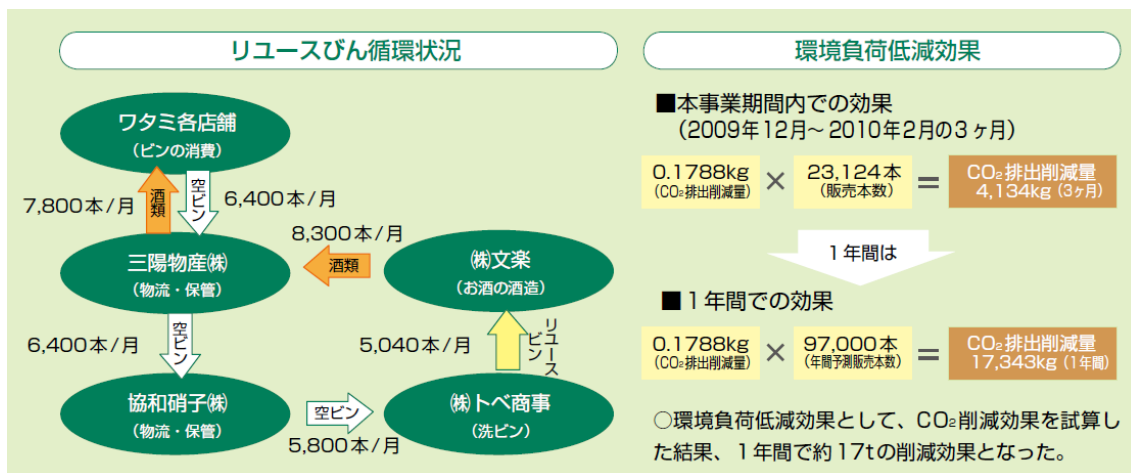 リユースびん循環状況
ワタミ各店舗
(ビンの消費)
7,800本/月
酒類
空ビン
6,400本/月
8,300本/月
三陽物産㈱
(物流・保管)
酒類
㈱文楽
(お酒の酒造)
6,400本/月
空ビン
5,040本/月
リユース
ビン
協和硝子㈱
(物流・保管)
空ビン
5,800本/月
㈱トベ商事
(洗ビン)
環境負荷低減効果
■本事業期間内での効果
(2009年12月~2010年2月の3ヶ月)
0.1788kg × 23,124本 = CO₂排出削減量
(CO₂排出削減量) (販売本数) 4,134kg (3ヶ月)
1年間は
■1年間での効果
0.1788kg × 97,000本 = CO₂排出削減量
(CO₂排出削減量) (年間予測販売本数) 17,343kg (1年間)
○環境負荷低減効果として、CO₂削減効果を試算し
た結果、1年間で約17tの削減効果となった。